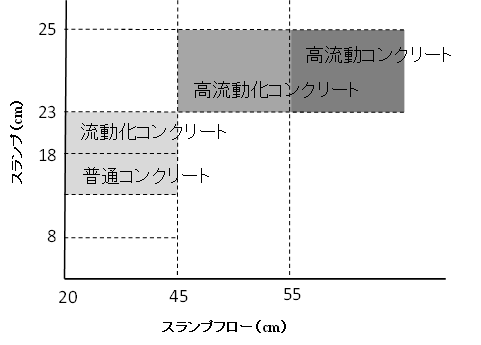 25
高流動コンクリート
高流動化コンクリート
23
流動化コンクリート
18
普通コンクリート
8
スランプ(cm)
20
45
55
スランプフロー(cm)